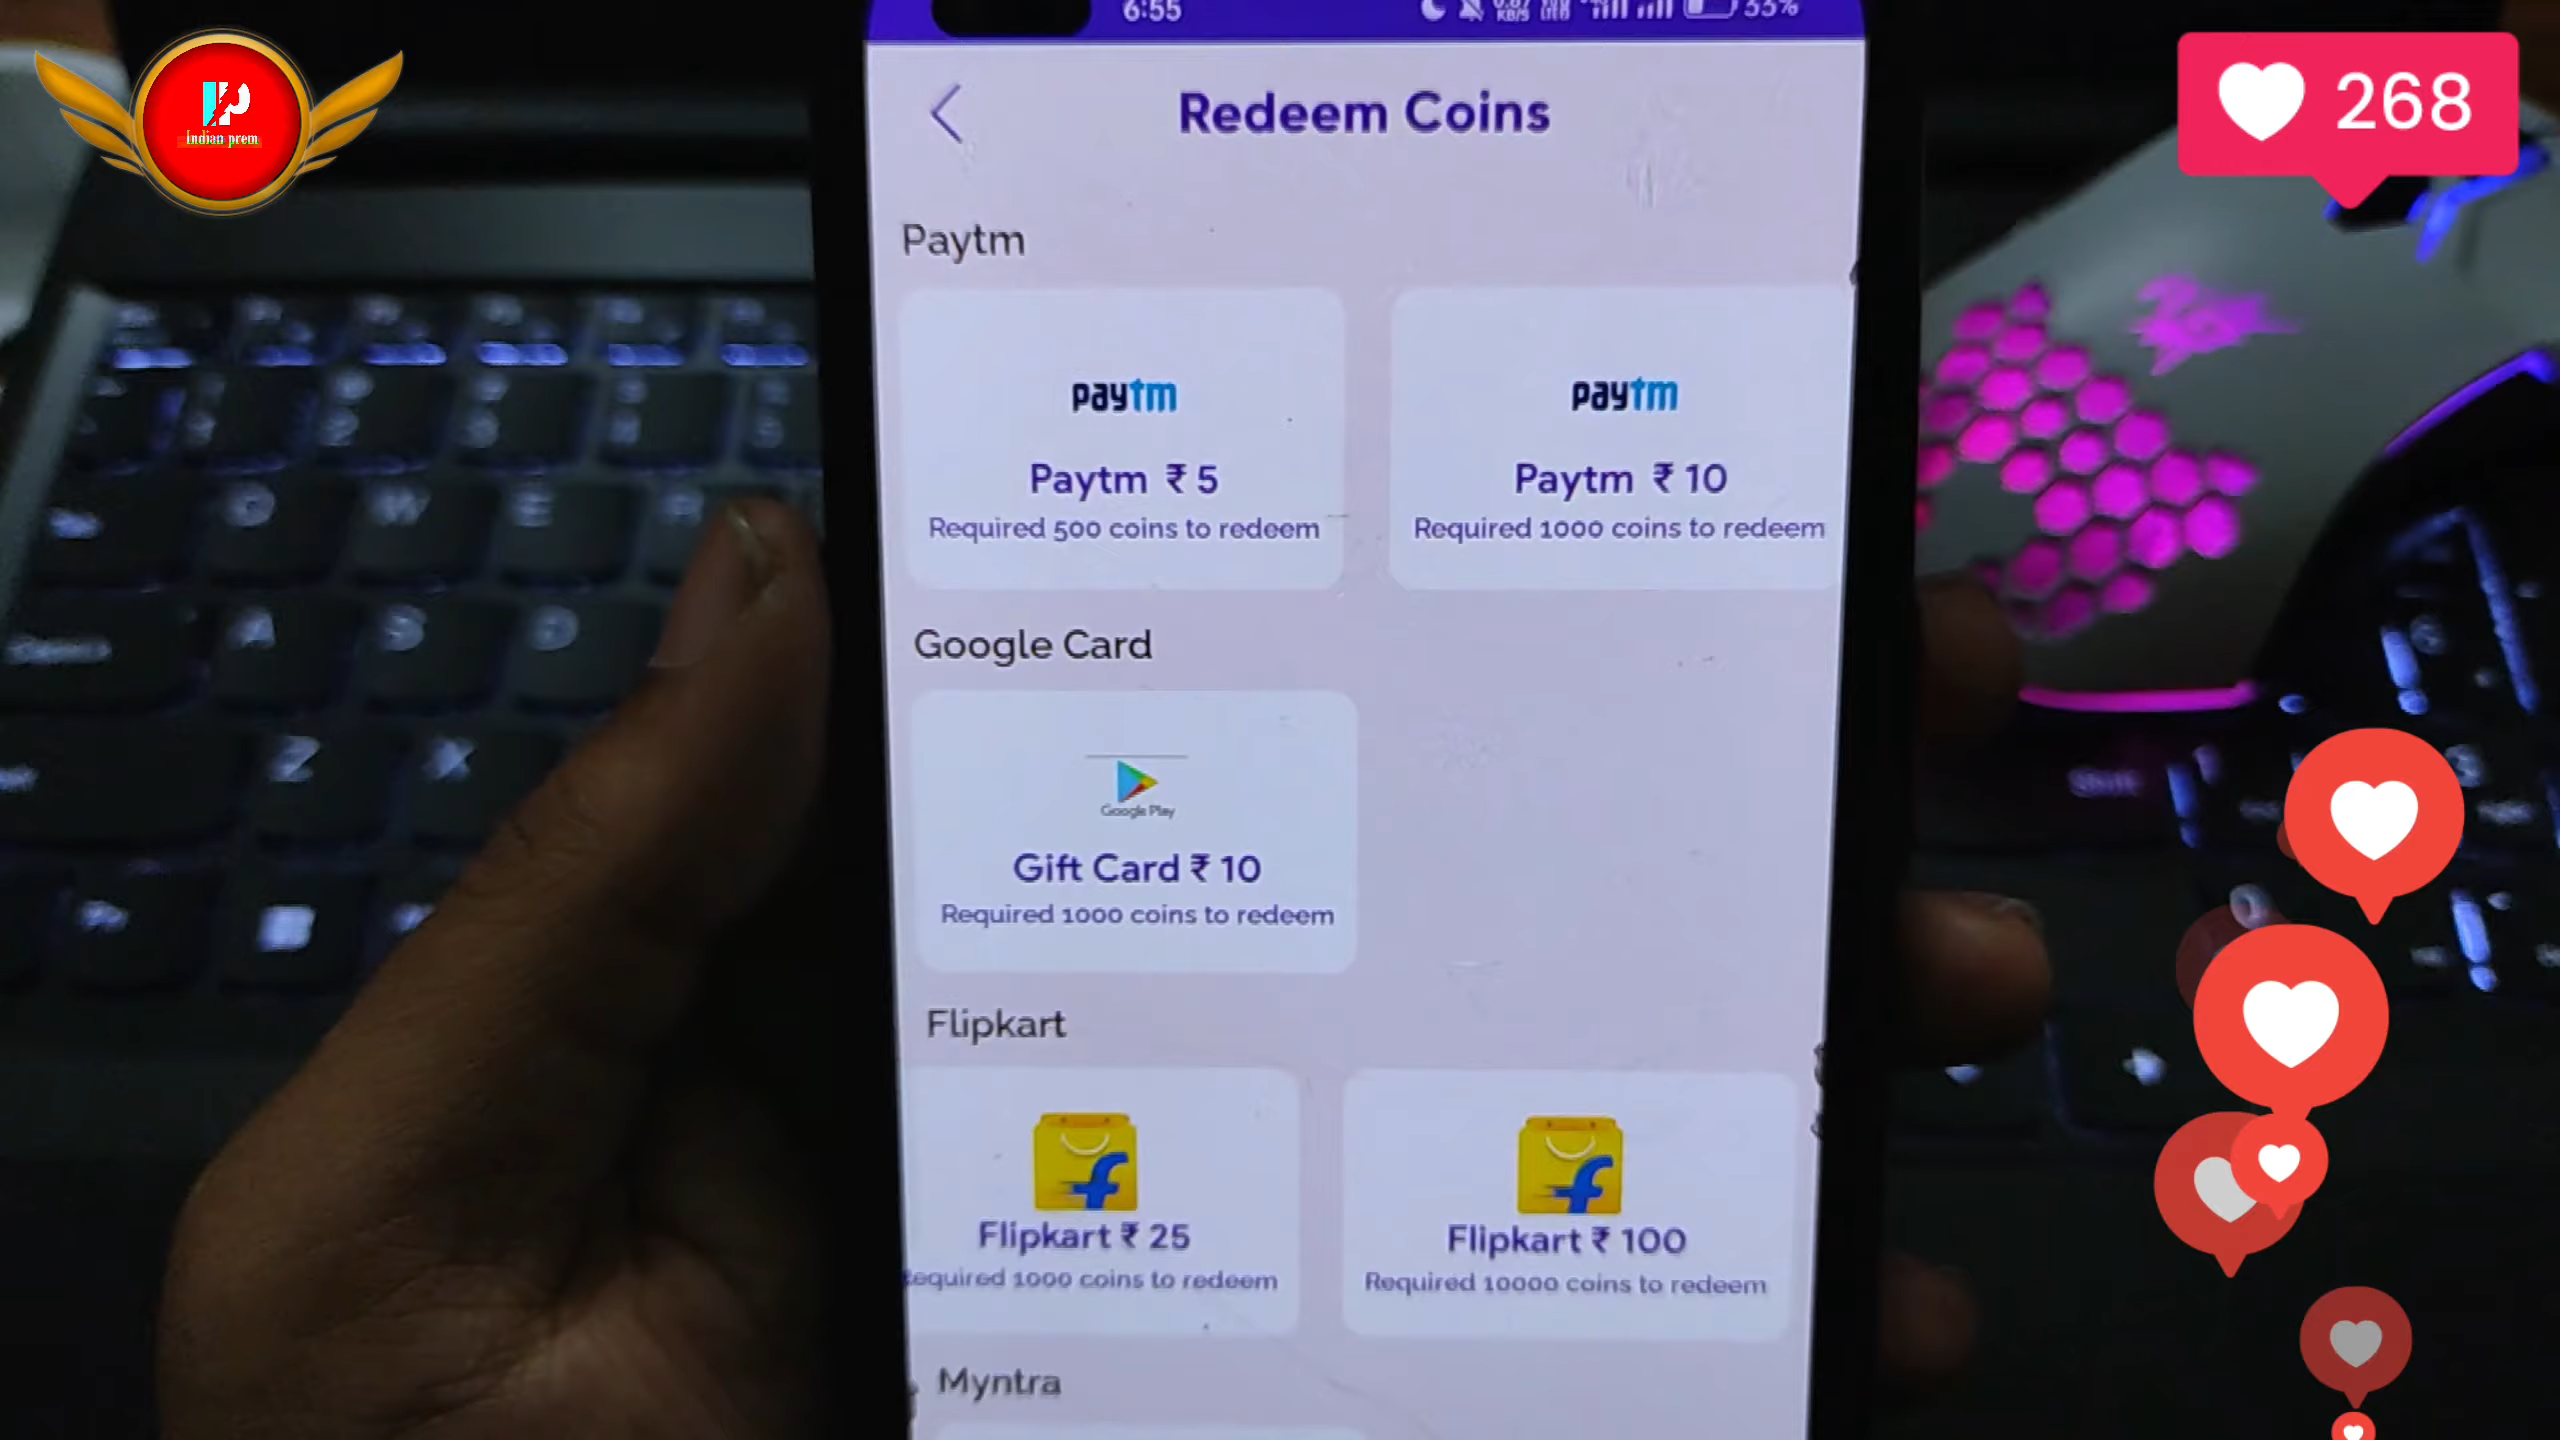 6:55
33%
Indian prem
268
Redeem Coins
Paytm
paytm
paytm
Paytm ₹ 5
Paytm ₹ 10
Required 500 coins to redeem
Required 1000 coins to redeem
Google Card
Google Play
Gift Card ₹ 10
Required 1000 coins to redeem
Flipkart
Flipkart ₹ 25
Flipkart ₹ 100
equired 1000 coins to redeem
Required 10000 coins to redeem
Myntra
W
E
R
A
S
D
Z
X
Shift